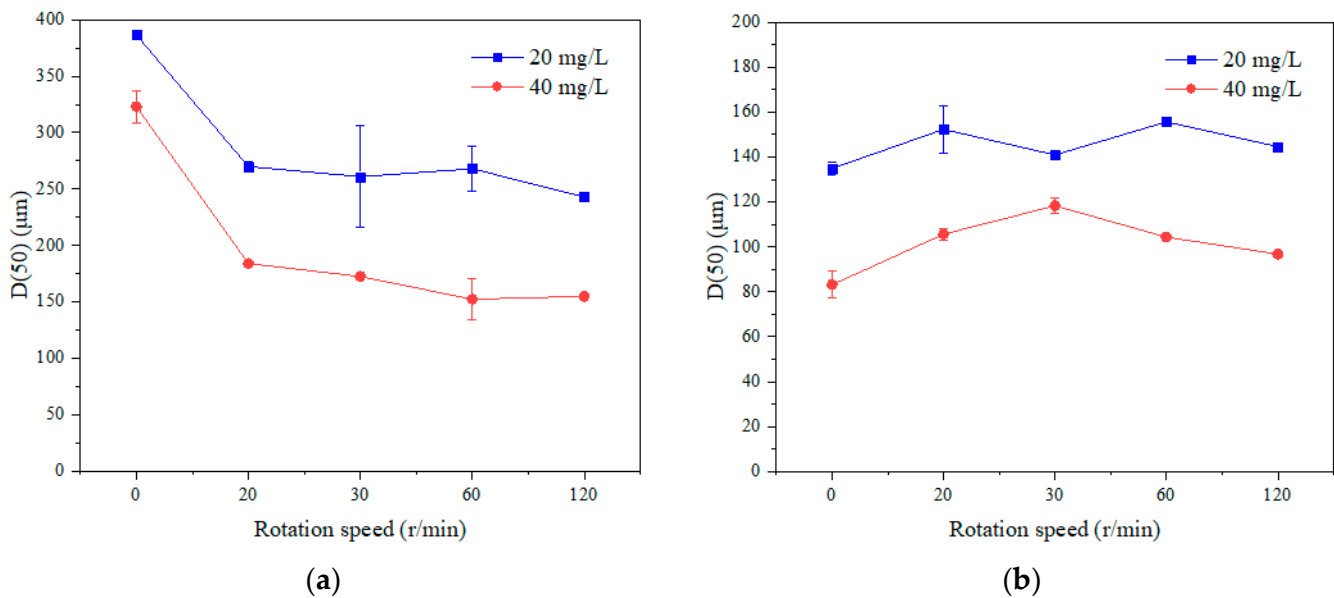 400
350
300
250
200
150
100
50
0
D(50) (μm)
20 mg/L
40 mg/L
0 20 30 60 120
Rotation speed (r/min)
(a)
200
180
160
140
120
100
80
60
40
20
0
D(50) (μm)
20 mg/L
40 mg/L
0 20 30 60 120
Rotation speed (r/min)
(b)